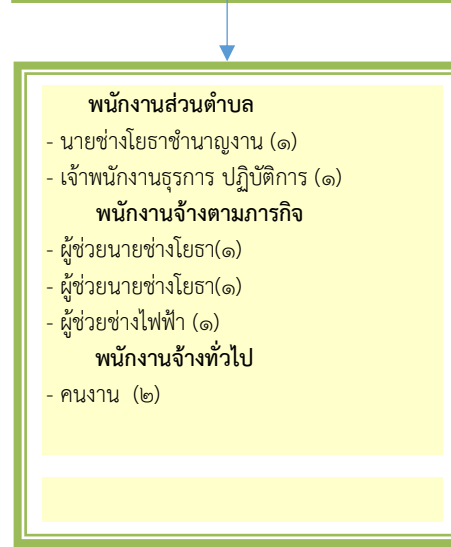 พนักงานส่วนตำบล
- นายช่างโยธาชำนาญงาน (๑)
- เจ้าพนักงานธุรการ ปฏิบัติการ (๑)
พนักงานจ้างตามภารกิจ
- ผู้ช่วยนายช่างโยธา(๑)
- ผู้ช่วยนายช่างโยธา(๑)
- ผู้ช่วยช่างไฟฟ้า (๑)
พนักงานจ้างทั่วไป
- คนงาน (๒)